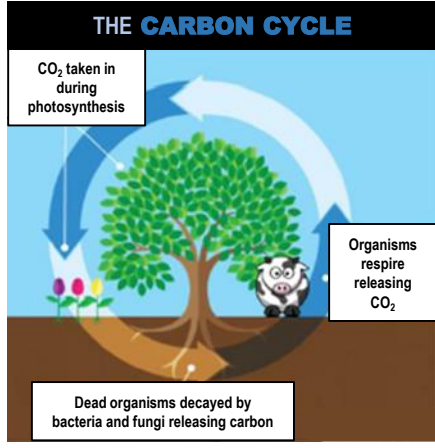 THE CARBON CYCLE
CO₂ taken in
during
photosynthesis
Organisms
respire
releasing
CO₂
Dead organisms decayed by
bacteria and fungi releasing carbon